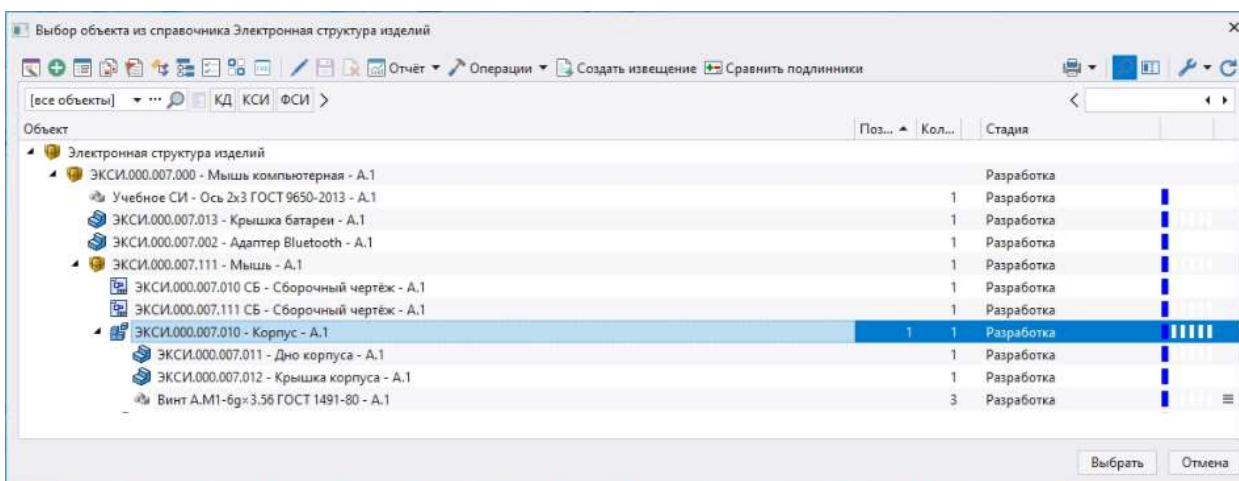 Выбор объекта из справочника Электронная структура изделий
Отчёт Операции Создать извещение Сравнить подлинники
[все объекты] ... КД КСИ ФСИ
Объект Поз... Кол... Стадия
Электронная структура изделий
ЭКСИ.000.007.000 - Мышь компьютерная - А.1 Разработка
Учебное СИ - Ось 2х3 ГОСТ 9650-2013 - А.1 1 Разработка
ЭКСИ.000.007.013 - Крышка батареи - А.1 1 Разработка
ЭКСИ.000.007.002 - Адаптер Bluetooth - А.1 1 Разработка
ЭКСИ.000.007.111 - Мышь - А.1 1 Разработка
ЭКСИ.000.007.010 СБ - Сборочный чертёж - А.1 1 Разработка
ЭКСИ.000.007.111 СБ - Сборочный чертёж - А.1 1 Разработка
ЭКСИ.000.007.010 - Корпус - А.1 1 1 Разработка
ЭКСИ.000.007.011 - Дно корпуса - А.1 1 Разработка
ЭКСИ.000.007.012 - Крышка корпуса - А.1 1 Разработка
Винт А.М1-6g×3.56 ГОСТ 1491-80 - А.1 3 Разработка
Выбрать Отмена